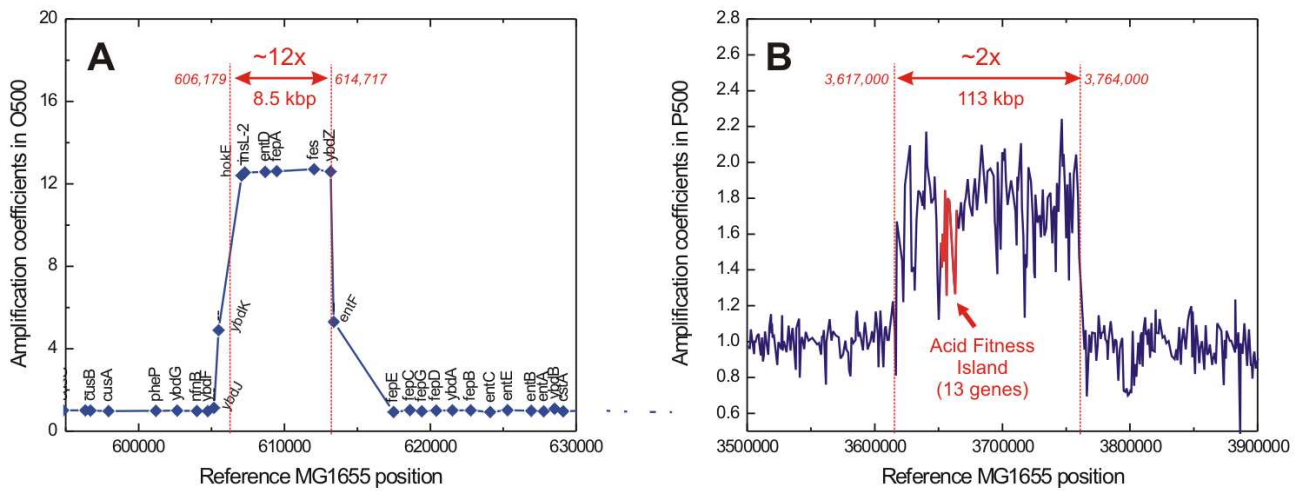 A
~12x
606,179
614,717
8.5 kbp
hokE
insL-2
entD
fepA
fes
ybdZ
ybdK
entF
cusB
cusA
pheP
ybdG
nfnB
ybdF
ybdJ
fepE
fepC
fepG
fepD
ybdA
fepB
entC
entE
entB
entA
ybdB
cstA
20
16
12
8
4
0
600000
610000
620000
630000
Amplification coefficients in O500
Reference MG1655 position
B
~2x
3,617,000
3,764,000
113 kbp
Acid Fitness
Island
(13 genes)
2.8
2.6
2.4
2.2
2.0
1.8
1.6
1.4
1.2
1.0
0.8
0.6
3500000
3600000
3700000
3800000
3900000
Amplification coefficients in P500
Reference MG1655 position